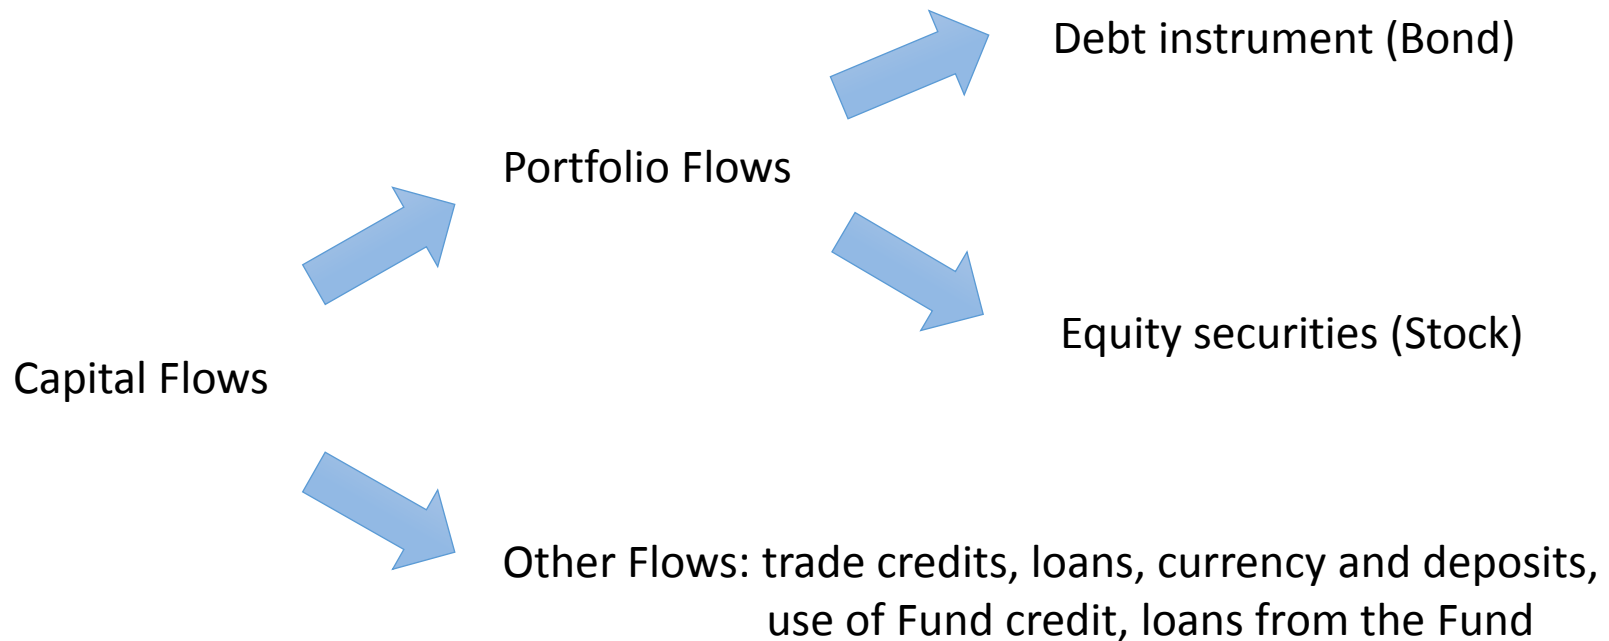 Debt instrument (Bond)
Portfolio Flows
Equity securities (Stock)
Capital Flows
Other Flows: trade credits, loans, currency and deposits,
use of Fund credit, loans from the Fund